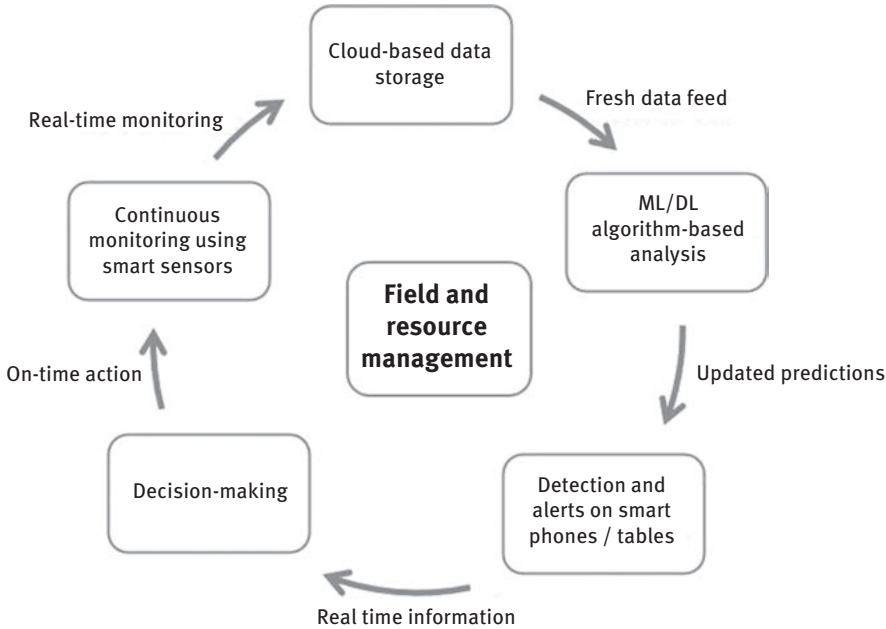 Cloud-based data
storage
Fresh data feed
Real-time monitoring
ML/DL
algorithm-based
analysis
Continuous
monitoring using
smart sensors
Field and
resource
management
On-time action
Updated predictions
Decision-making
Detection and
alerts on smart
phones / tables
Real time information